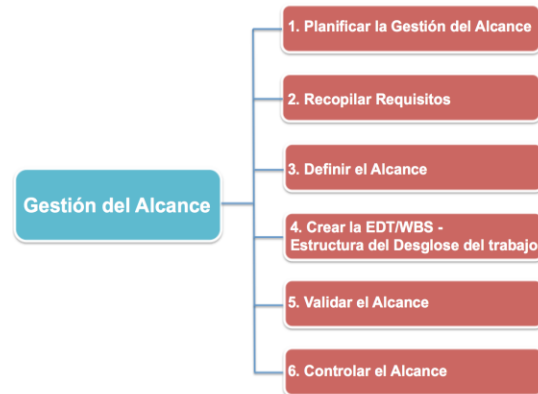 1. Planificar la Gestión del Alcance
2. Recopilar Requisitos
3. Definir el Alcance
Gestión del Alcance
4. Crear la EDT/WBS -
Estructura del Desglose del trabajo
5. Validar el Alcance
6. Controlar el Alcance